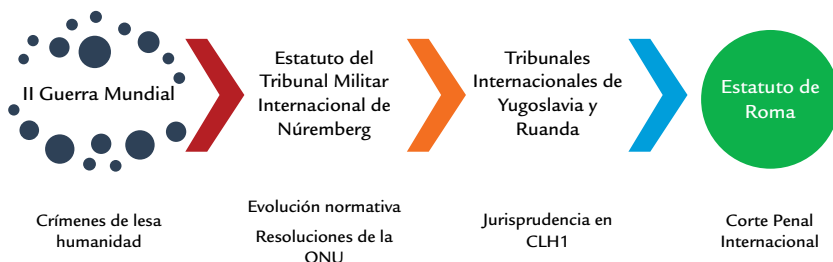 II Guerra Mundial
Estatuto del
Tribunal Militar
Internacional de
Núremberg
Tribunales
Internacionales de
Yugoslavia y
Ruanda
Estatuto de
Roma
Crímenes de lesa
humanidad
Evolución normativa
Resoluciones de la
ONU
Jurisprudencia en
CLH1
Corte Penal
Internacional